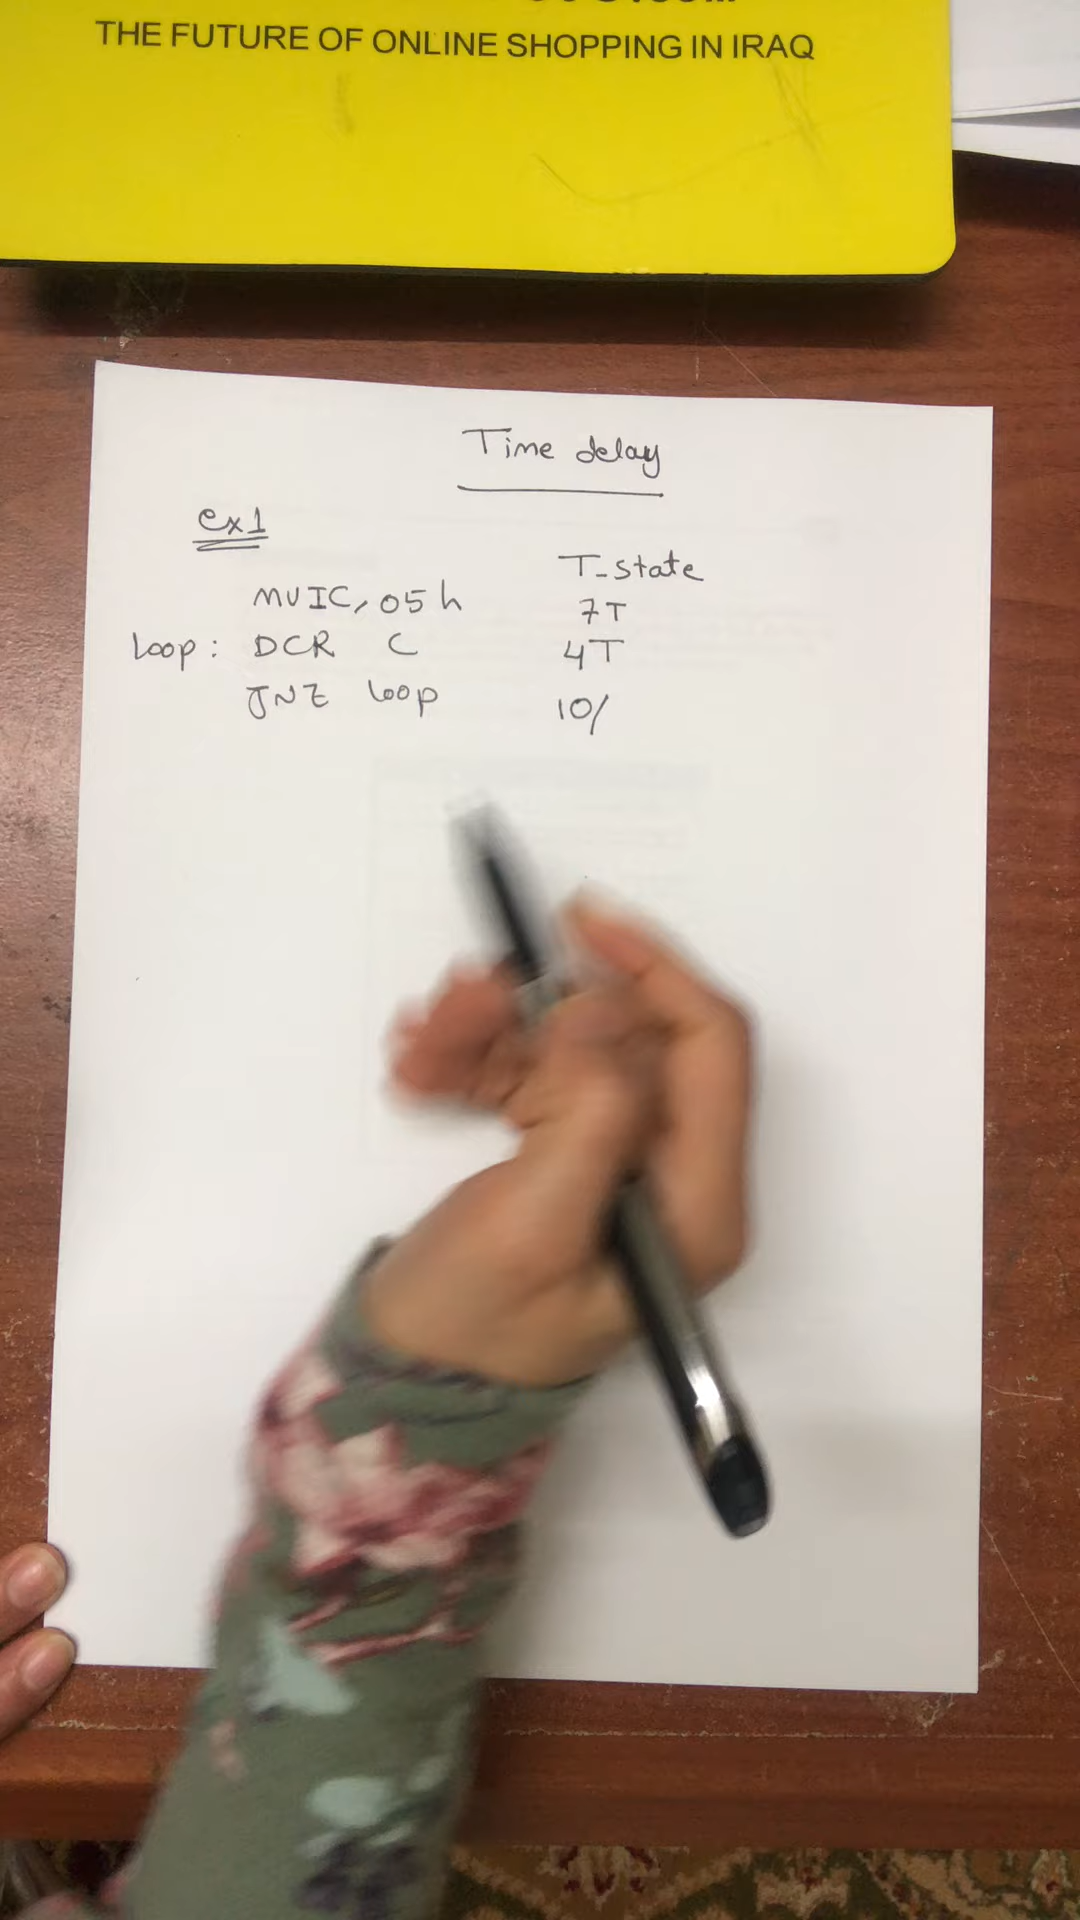 THE FUTURE OF ONLINE SHOPPING IN IRAQ
Time delay
ex1
T-state
MVIC, 05h 7T
Loop: DCR C 4T
JNZ Loop 10/